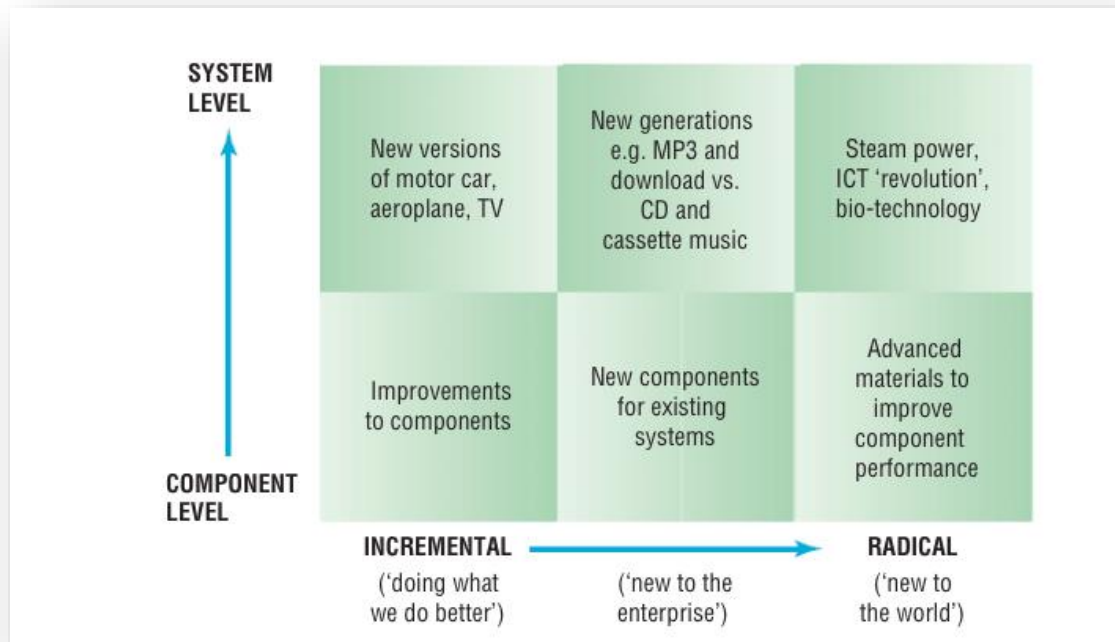 SYSTEM
LEVEL
New versions
of motor car,
aeroplane, TV
New generations
e.g. MP3 and
download vs.
CD and
cassette music
Steam power,
ICT ‘revolution’,
bio-technology
Improvements
to components
New components
for existing
systems
Advanced
materials to
improve
component
performance
COMPONENT
LEVEL
INCREMENTAL
RADICAL
(‘doing what
we do better’)
(‘new to the
enterprise’)
(‘new to
the world’)